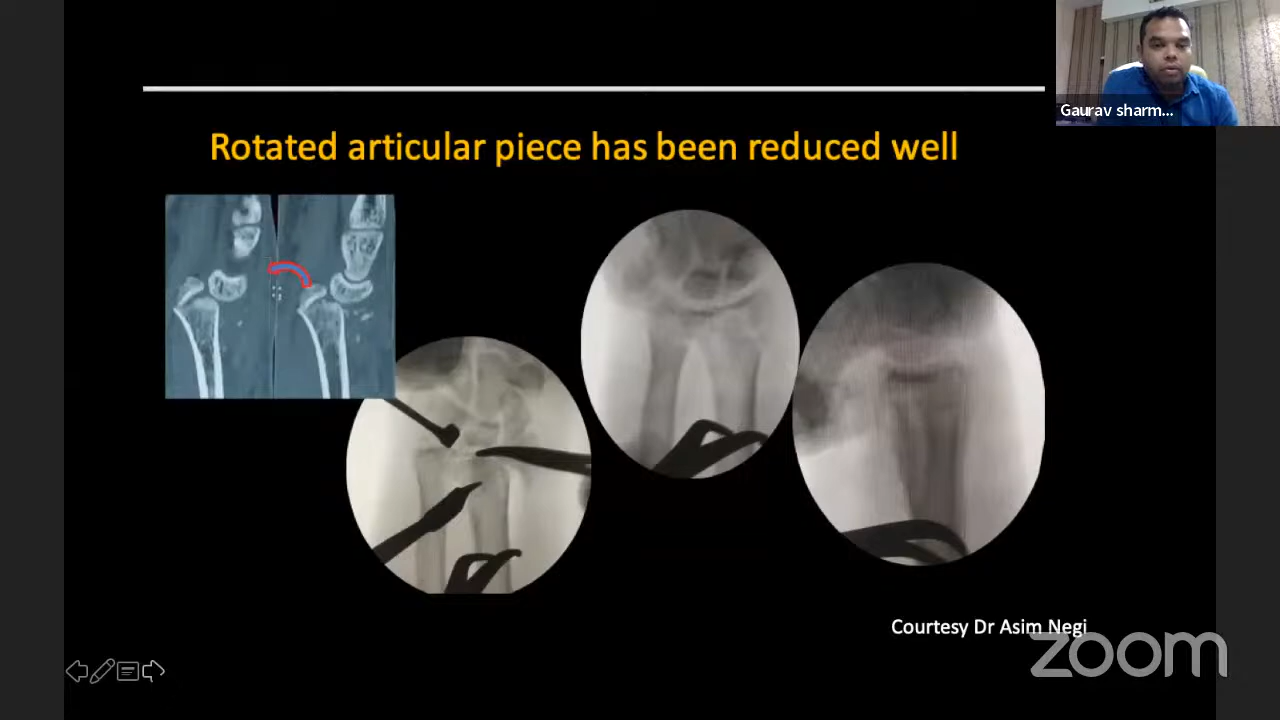 Gaurav sharm...
Rotated articular piece has been reduced well
Courtesy Dr Asim Negi
zoom